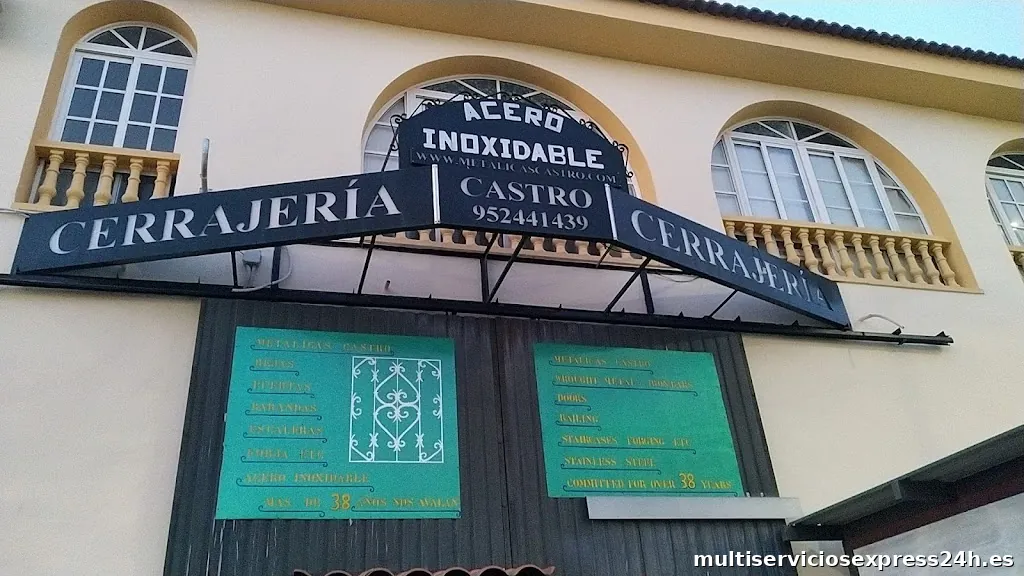 ACERO
INOXIDABLE
WWW.METALICASCASTRO.COM
CASTRO
952441439
CERRAJERÍA
CERRAJERÍA
METALICAS CASTRO
REJAS
PUERTAS
BARANDAS
ESCALERAS
FORJA ETC
ACERO INOXIDABLE
MAS DE 38 AÑOS NOS AVALAN
METÁLICAS CASTRO
WROUGHT METAL
DOORS
RAILING
STAIRCASES FORGING ETC
STAINLESS STEEL
COMMITTED FOR OVER 38 YEARS
multiserviciosexpress24h.es